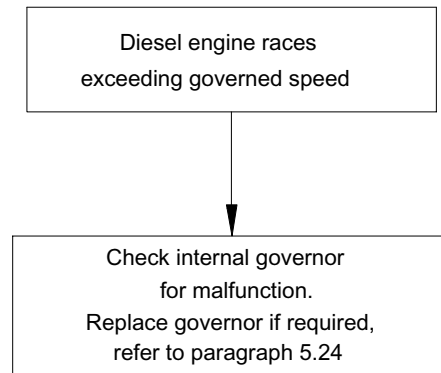 Diesel engine races
exceeding governed speed
Check internal governor
for malfunction.
Replace governor if required,
refer to paragraph 5.24